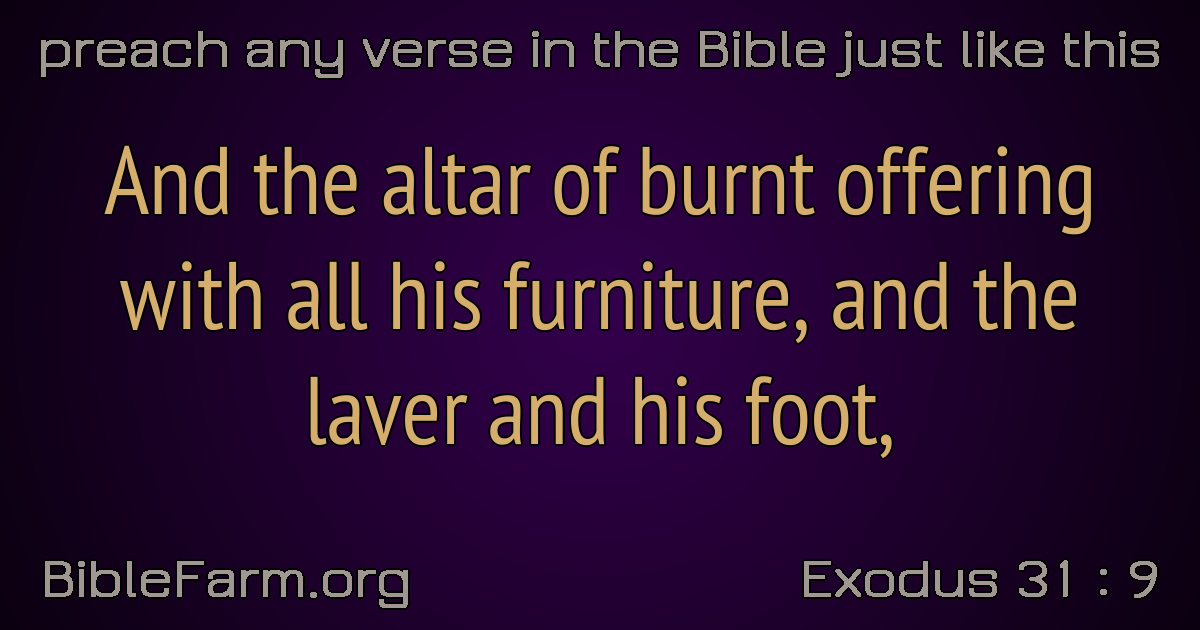 preach any verse in the Bible just like this
And the altar of burnt offering
with all his furniture, and the
laver and his foot,
BibleFarm.org
Exodus 31 : 9